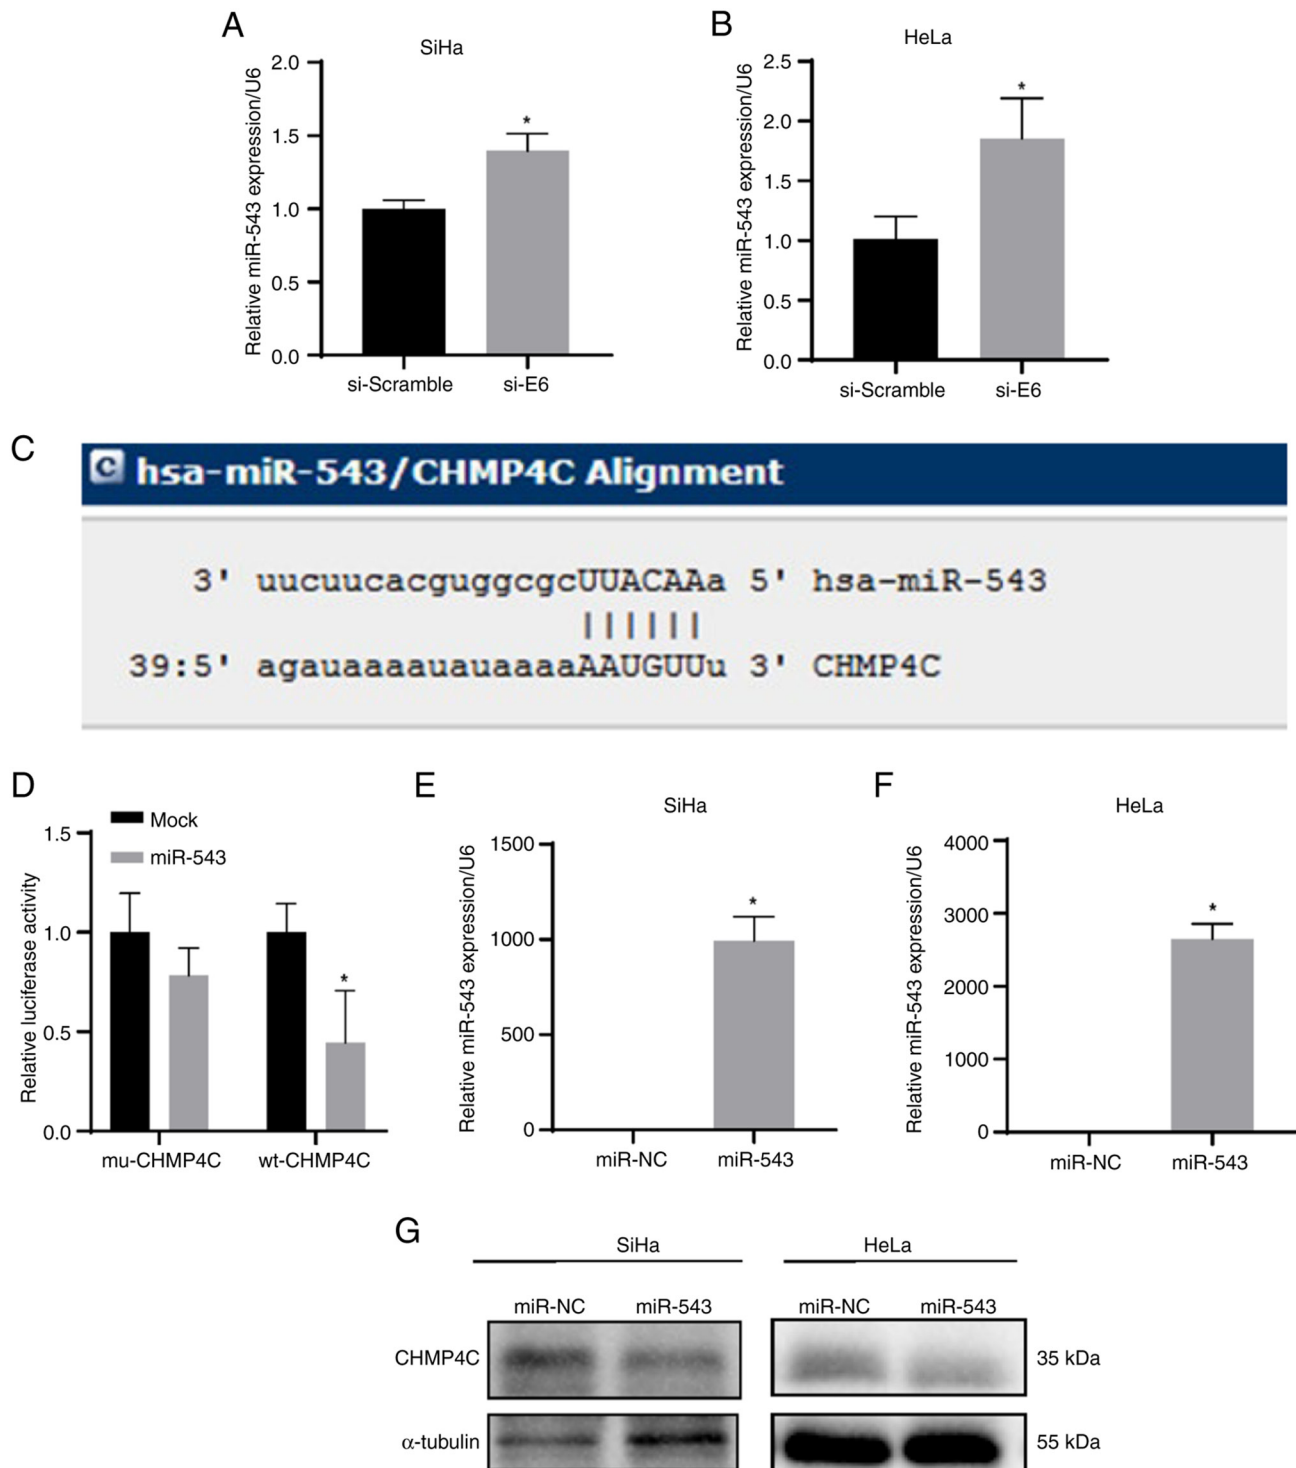 A
SiHa
Relative miR-543 expression/U6
2.0
1.5
1.0
0.5
0.0
*
si-Scramble si-E6
B
HeLa
Relative miR-543 expression/U6
2.5
2.0
1.5
1.0
0.5
0.0
*
si-Scramble si-E6
C
C hsa-miR-543/CHMP4C Alignment
3' uucuucacguggcgcUUACAAa 5' hsa-miR-543
||||||
39:5' agauaaaauauaaaaAAUGUUu 3' CHMP4C
D
Mock
miR-543
Relative luciferase activity
1.5
1.0
0.5
0.0
*
mu-CHMP4C wt-CHMP4C
E
SiHa
Relative miR-543 expression/U6
1500
1000
500
0
*
miR-NC miR-543
F
HeLa
Relative miR-543 expression/U6
4000
3000
2000
1000
0
*
miR-NC miR-543
G
SiHa HeLa
miR-NC miR-543 miR-NC miR-543
CHMP4C 35 kDa
α-tubulin 55 kDa